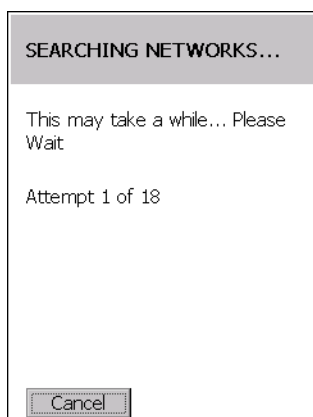 SEARCHING NETWORKS...
This may take a while... Please
Wait
Attempt 1 of 18
Cancel